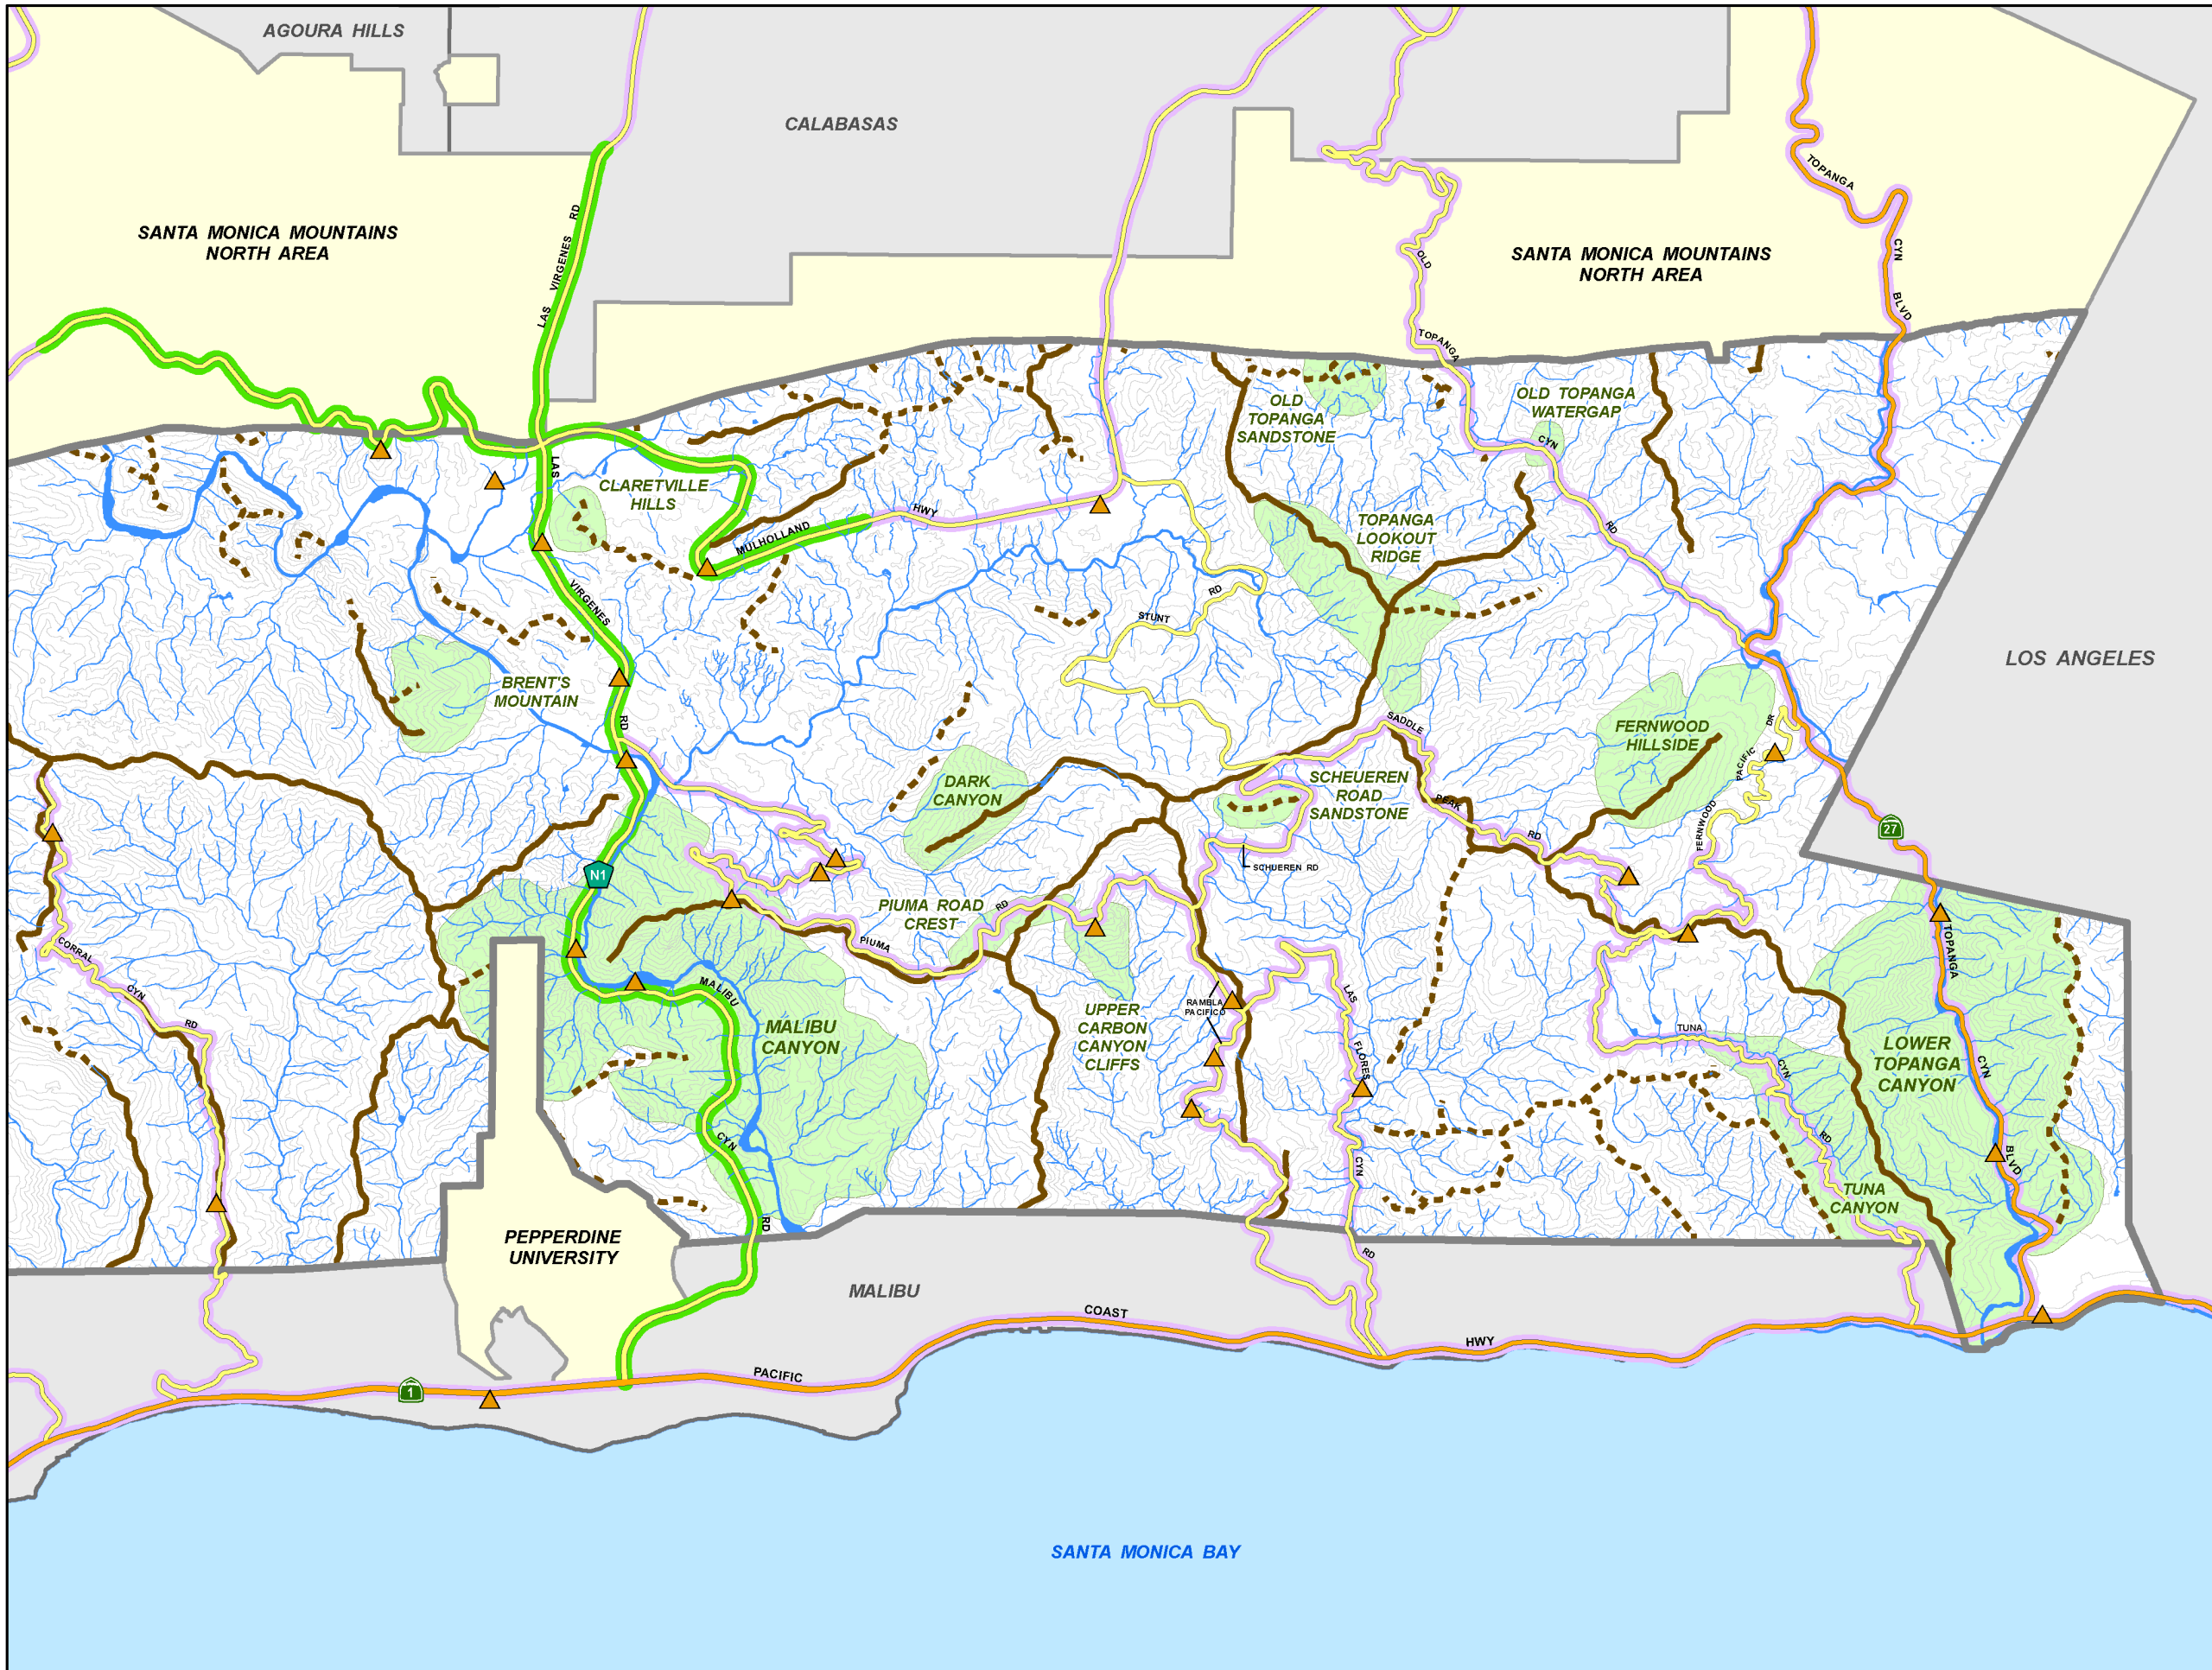 AGOURA HILLS
CALABASAS
SANTA MONICA MOUNTAINS
NORTH AREA
SANTA MONICA MOUNTAINS
NORTH AREA
LAS VIRGENES RD
TOPANGA
CYN
BLVD
OLD
TOPANGA
CYN
RD
OLD
TOPANGA
SANDSTONE
OLD TOPANGA
WATERGAP
LAS
VIRGENES
RD
CLARETVILLE
HILLS
MULHOLLAND
HWY
TOPANGA
LOOKOUT
RIDGE
STUNT
RD
LOS ANGELES
BRENT'S
MOUNTAIN
FERNWOOD
HILLSIDE
SADDLE
PEAK
RD
DARK
CANYON
SCHEUEREN
ROAD
SANDSTONE
FERNWOOD
PACIFIC
DR
27
SCHUEREN RD
N1
PIUMA ROAD
CREST
PIUMA
RD
CORRAL
CYN
RD
MALIBU
CYN
RD
MALIBU
CANYON
UPPER
CARBON
CANYON
CLIFFS
RAMBLA
PACIFICO
LAS
FLORES
CYN
RD
TUNA
CYN
RD
LOWER
TOPANGA
CANYON
TOPANGA
CYN
BLVD
TUNA
CANYON
PEPPERDINE
UNIVERSITY
MALIBU
COAST
HWY
PACIFIC
1
SANTA MONICA BAY